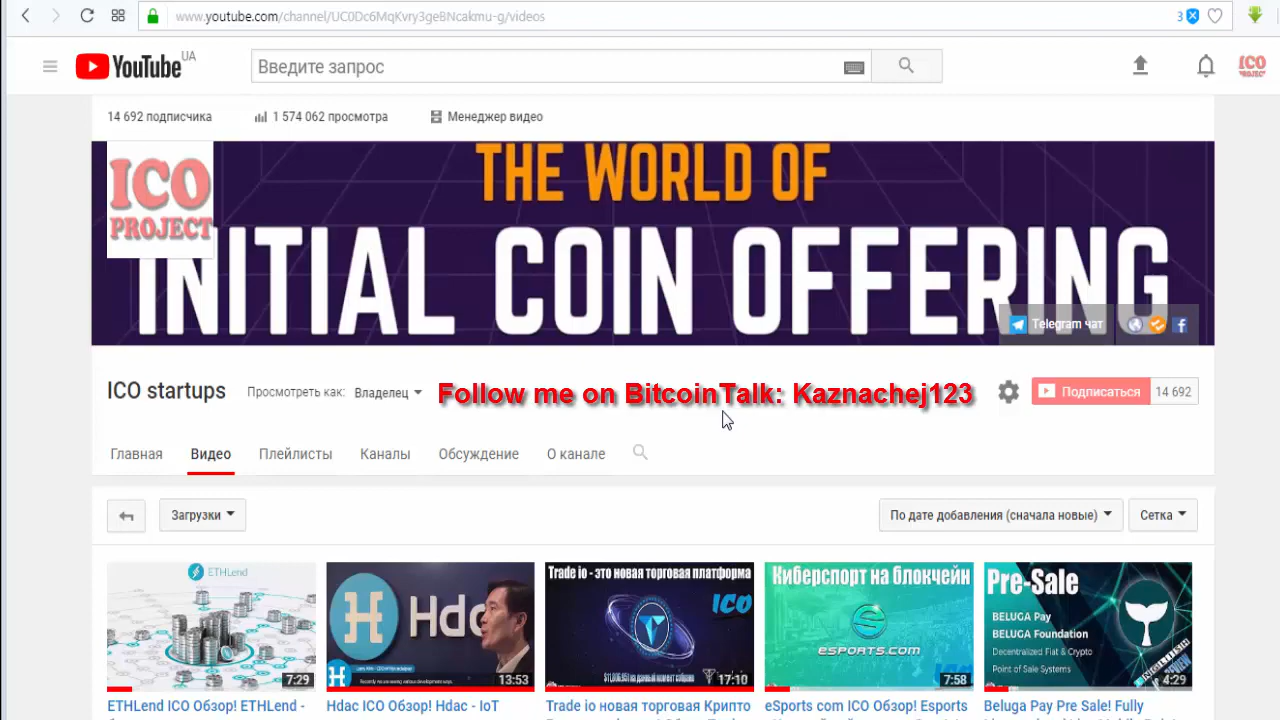 www.youtube.com/channel/UC0Dc6MqKvry3geBNcakmu-g/videos
3
YouTube UA
Введите запрос
ICO PROJECT
14 692 подписчика
1 574 062 просмотра
Менеджер видео
ICO
PROJECT
THE WORLD OF
INITIAL COIN OFFERING
Telegram чат
ICO startups
Просмотреть как:
Владелец
Follow me on BitcoinTalk: Kaznachej123
Подписаться
14 692
Главная
Видео
Плейлисты
Каналы
Обсуждение
О канале
Загрузки
По дате добавления (сначала новые)
Сетка
ETHLend
7:21
Hdac
13:53
Trade io - это новая торговая платформа
ICO
17:10
Киберспорт на блокчейн
eSPORTS.COM
7:58
Pre-Sale
BELUGA Pay
BELUGA Foundation
Decentralized Fiat & Crypto
Point of Sale Systems
4:29
ETHLend ICO Обзор! ETHLend -
Hdac ICO Обзор! Hdac - IoT
Trade io новая торговая Крипто
eSports com ICO Обзор! Esports
Beluga Pay Pre Sale! Fully